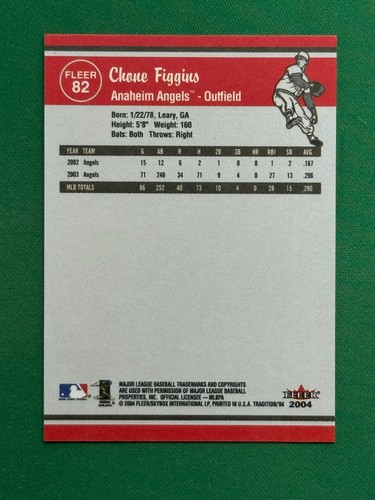 FLEER
82
Chone Figgins
Anaheim Angels™ - Outfield
Born: 1/22/78, Leary, GA
Height: 5'8" Weight: 160
Bats: Both Throws: Right
YEAR TEAM G AB R H 2B 3B HR RBI SB AVG
2002 Angels 15 12 6 2 1 0 0 1 2 .167
2003 Angels 71 240 34 71 9 4 0 27 13 .296
MLB TOTALS 86 252 40 73 10 4 0 28 15 .290
MAJOR LEAGUE BASEBALL TRADEMARKS AND COPYRIGHTS
ARE USED WITH PERMISSION OF MAJOR LEAGUE BASEBALL
PROPERTIES, INC. OFFICIAL LICENSEE — MLBPA
© 2004 FLEER/SKYBOX INTERNATIONAL LP, PRINTED IN U.S.A. TRADITION'04
FLEER
2004